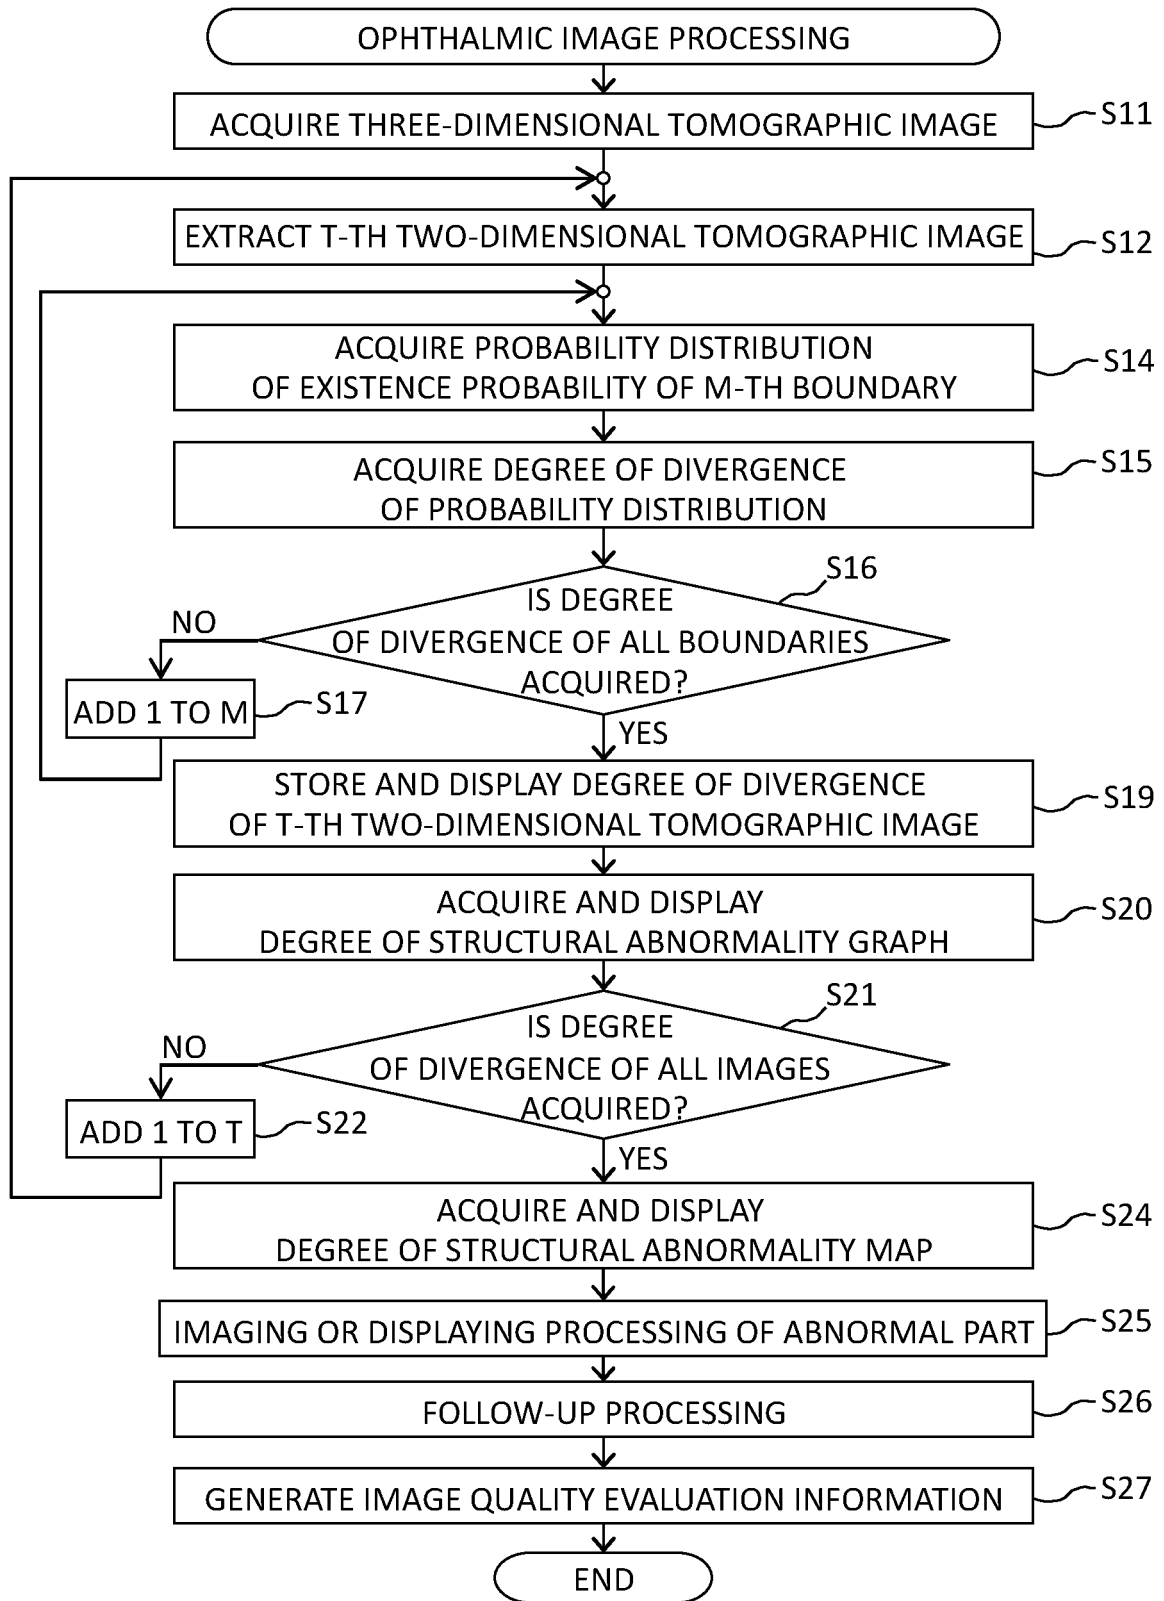 OPHTHALMIC IMAGE PROCESSING
ACQUIRE THREE-DIMENSIONAL TOMOGRAPHIC IMAGE
S11
EXTRACT T-TH TWO-DIMENSIONAL TOMOGRAPHIC IMAGE
S12
ACQUIRE PROBABILITY DISTRIBUTION
OF EXISTENCE PROBABILITY OF M-TH BOUNDARY
S14
ACQUIRE DEGREE OF DIVERGENCE
OF PROBABILITY DISTRIBUTION
S15
IS DEGREE
OF DIVERGENCE OF ALL BOUNDARIES
ACQUIRED?
S16
NO
ADD 1 TO M
S17
YES
STORE AND DISPLAY DEGREE OF DIVERGENCE
OF T-TH TWO-DIMENSIONAL TOMOGRAPHIC IMAGE
S19
ACQUIRE AND DISPLAY
DEGREE OF STRUCTURAL ABNORMALITY GRAPH
S20
IS DEGREE
OF DIVERGENCE OF ALL IMAGES
ACQUIRED?
S21
NO
ADD 1 TO T
S22
YES
ACQUIRE AND DISPLAY
DEGREE OF STRUCTURAL ABNORMALITY MAP
S24
IMAGING OR DISPLAYING PROCESSING OF ABNORMAL PART
S25
FOLLOW-UP PROCESSING
S26
GENERATE IMAGE QUALITY EVALUATION INFORMATION
S27
END